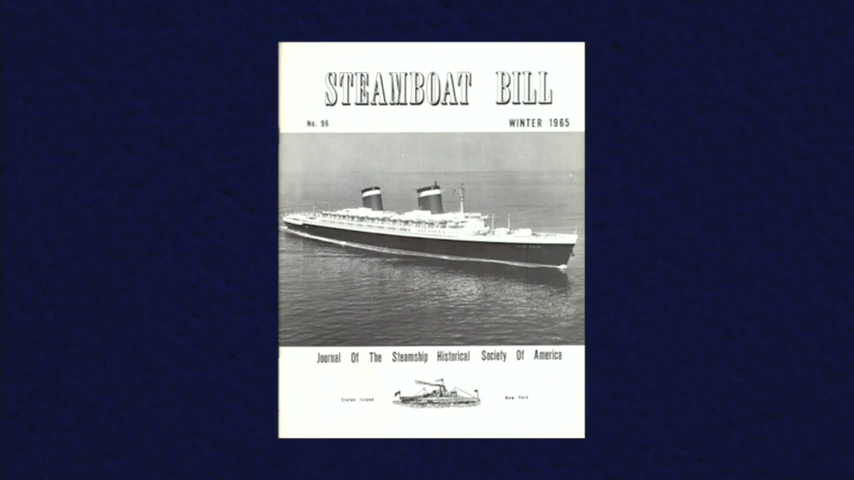 STEAMBOAT BILL
No. 96 WINTER 1965
Journal Of The Steamship Historical Society Of America
Staten Island New York